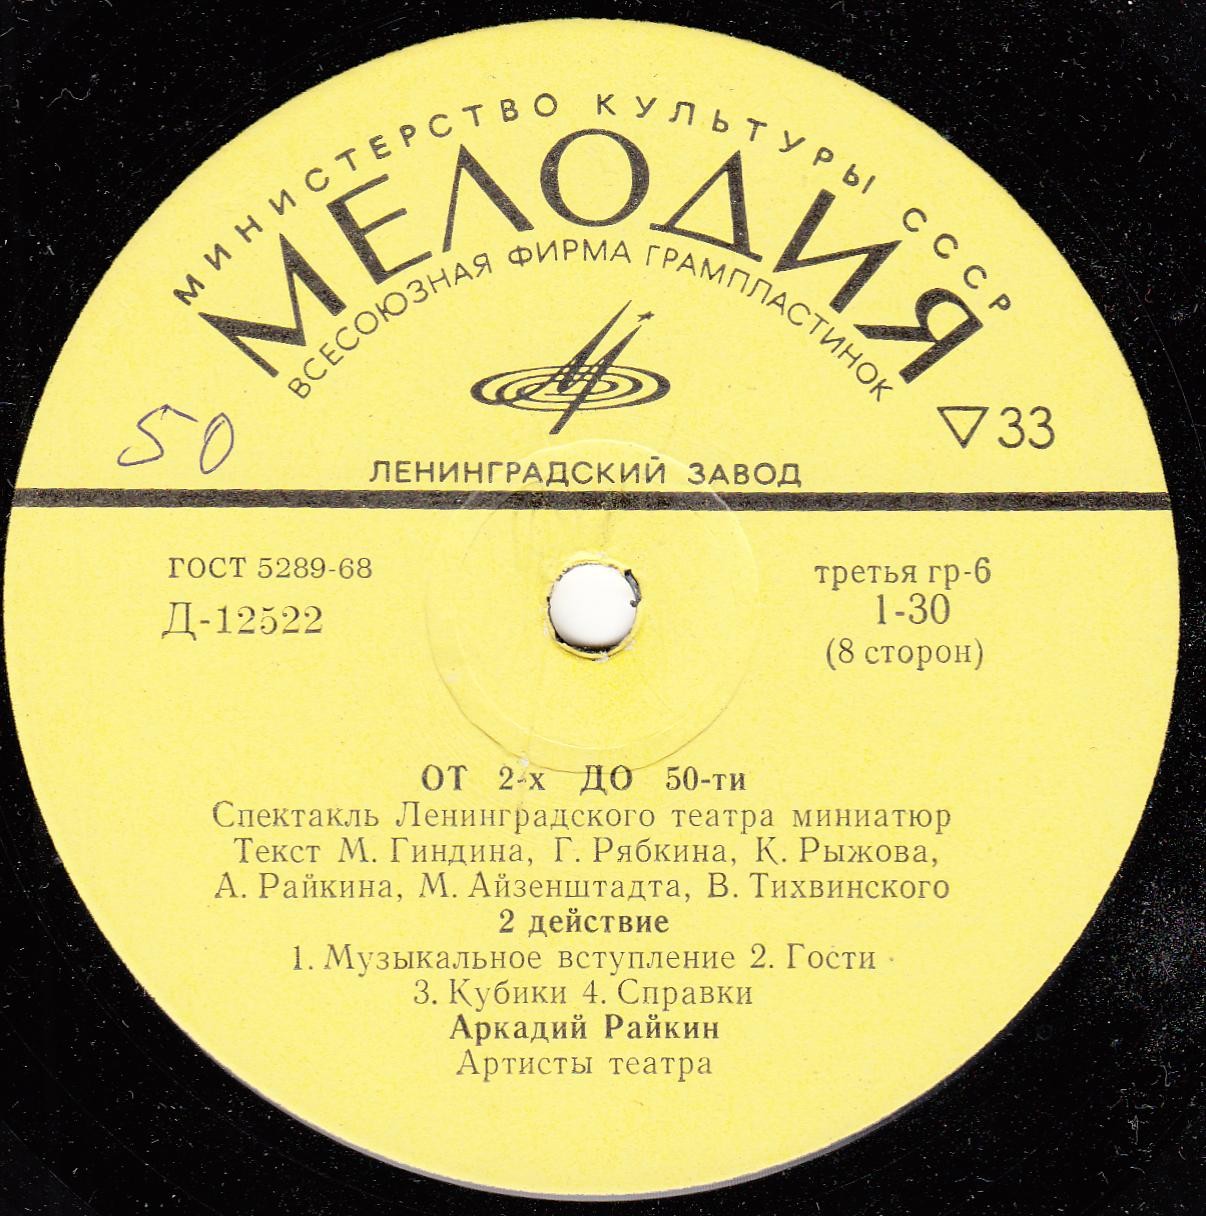 МИНИСТЕРСТВО КУЛЬТУРЫ СССР
МЕЛОДИЯ
ВСЕСОЮЗНАЯ ФИРМА ГРАМПЛАСТИНОК
▽33
50
ЛЕНИНГРАДСКИЙ ЗАВОД
ГОСТ 5289-68
третья гр-6
Д-12522
1-30
(8 сторон)
ОТ 2-х ДО 50-ти
Спектакль Ленинградского театра миниатюр
Текст М. Гиндина, Г. Рябкина, К. Рыжова,
А. Райкина, М. Айзенштадта, В. Тихвинского
2 действие
1. Музыкальное вступление 2. Гости
3. Кубики 4. Справки
Аркадий Райкин
Артисты театра